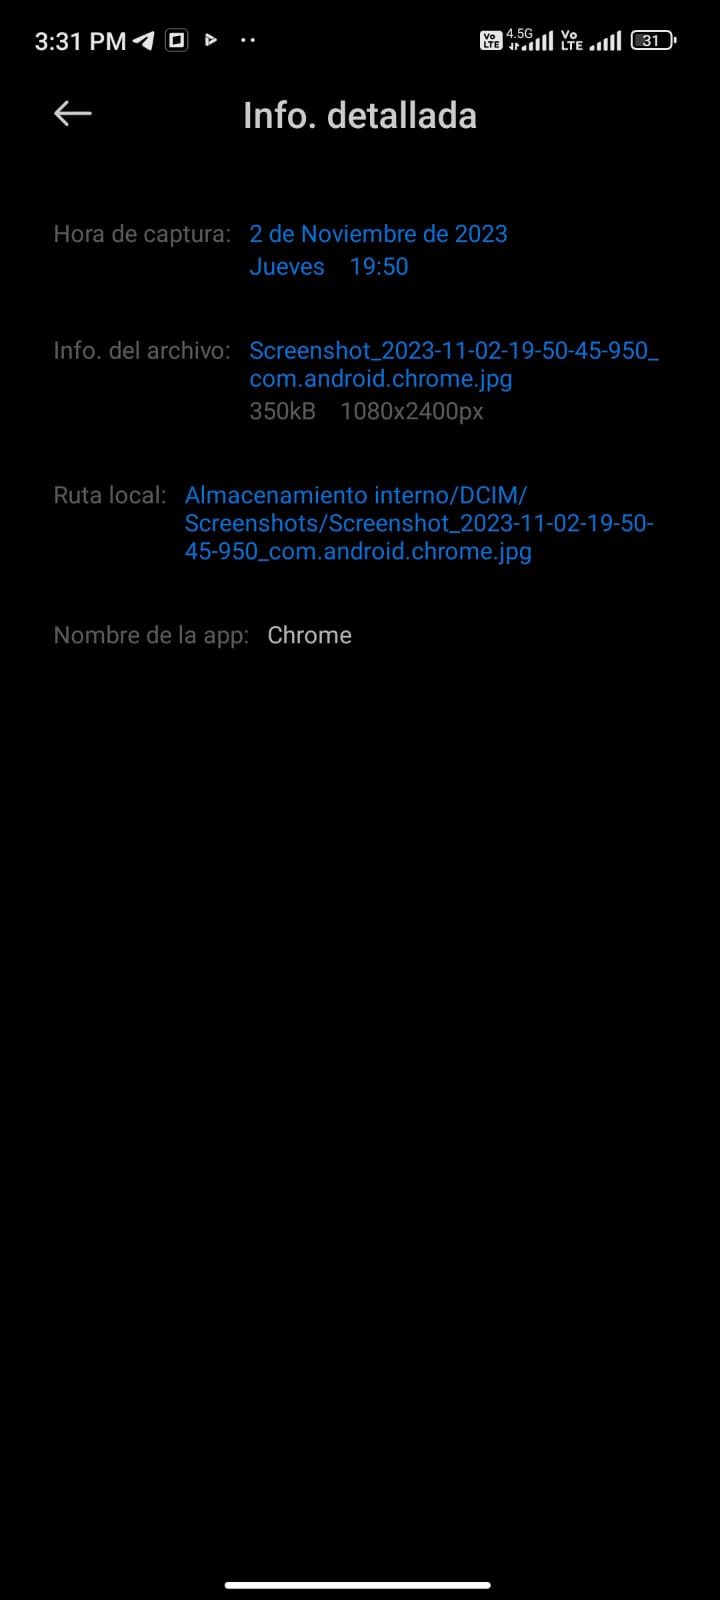 3:31 PM
Vo LTE 4.5G Vo LTE 31
Info. detallada
Hora de captura: 2 de Noviembre de 2023
Jueves 19:50
Info. del archivo: Screenshot_2023-11-02-19-50-45-950_
com.android.chrome.jpg
350kB 1080x2400px
Ruta local: Almacenamiento interno/DCIM/
Screenshots/Screenshot_2023-11-02-19-50-
45-950_com.android.chrome.jpg
Nombre de la app: Chrome